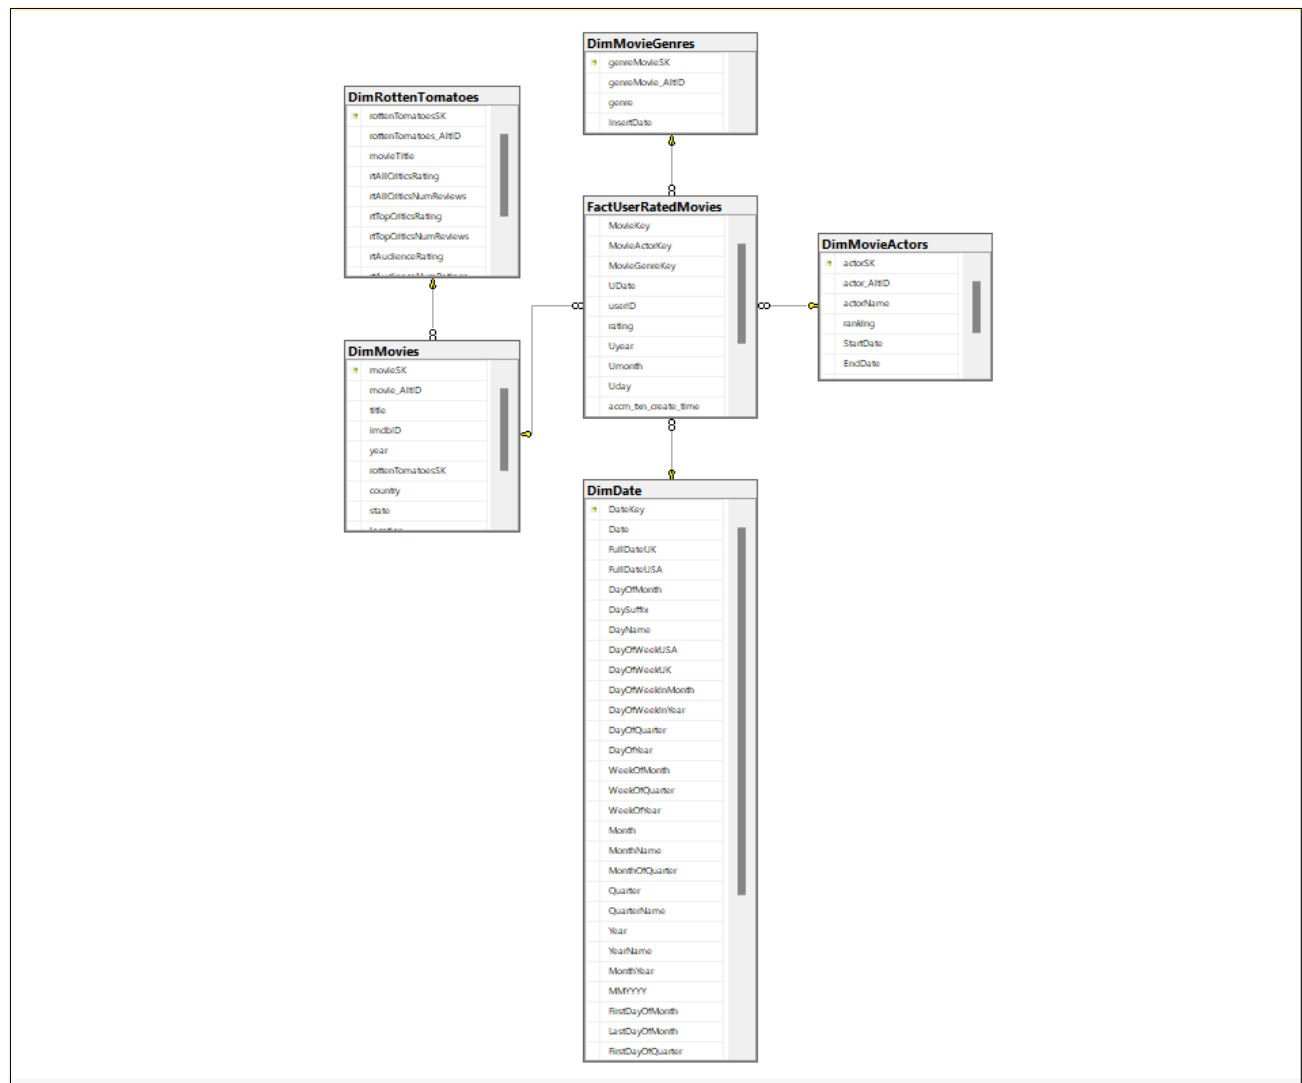 DimMovieGenres
genreMovieSK
genreMovie_AltID
genre
InsertDate
DimRottenTomatoes
rottenTomatoesSK
rottenTomatoes_AltID
movieTitle
rtAllCriticsRating
rtAllCriticsNumReviews
rtTopCriticsRating
rtTopCriticsNumReviews
rtAudienceRating
rtAudienceNumRatings
FactUserRatedMovies
MovieKey
MovieActorKey
MovieGenreKey
UDate
userID
rating
Uyear
Umonth
Uday
accm_txn_create_time
DimMovieActors
actorSK
actor_AltID
actorName
ranking
StartDate
EndDate
DimMovies
movieSK
movie_AltID
title
imdbID
year
rottenTomatoesSK
country
state
location
DimDate
DateKey
Date
FullDateUK
FullDateUSA
DayOfMonth
DaySuffix
DayName
DayOfWeekUSA
DayOfWeekUK
DayOfWeekInMonth
DayOfWeekInYear
DayOfQuarter
DayOfYear
WeekOfMonth
WeekOfQuarter
WeekOfYear
Month
MonthName
MonthOfQuarter
Quarter
QuarterName
Year
YearName
MonthYear
MMYYYY
FirstDayOfMonth
LastDayOfMonth
FirstDayOfQuarter